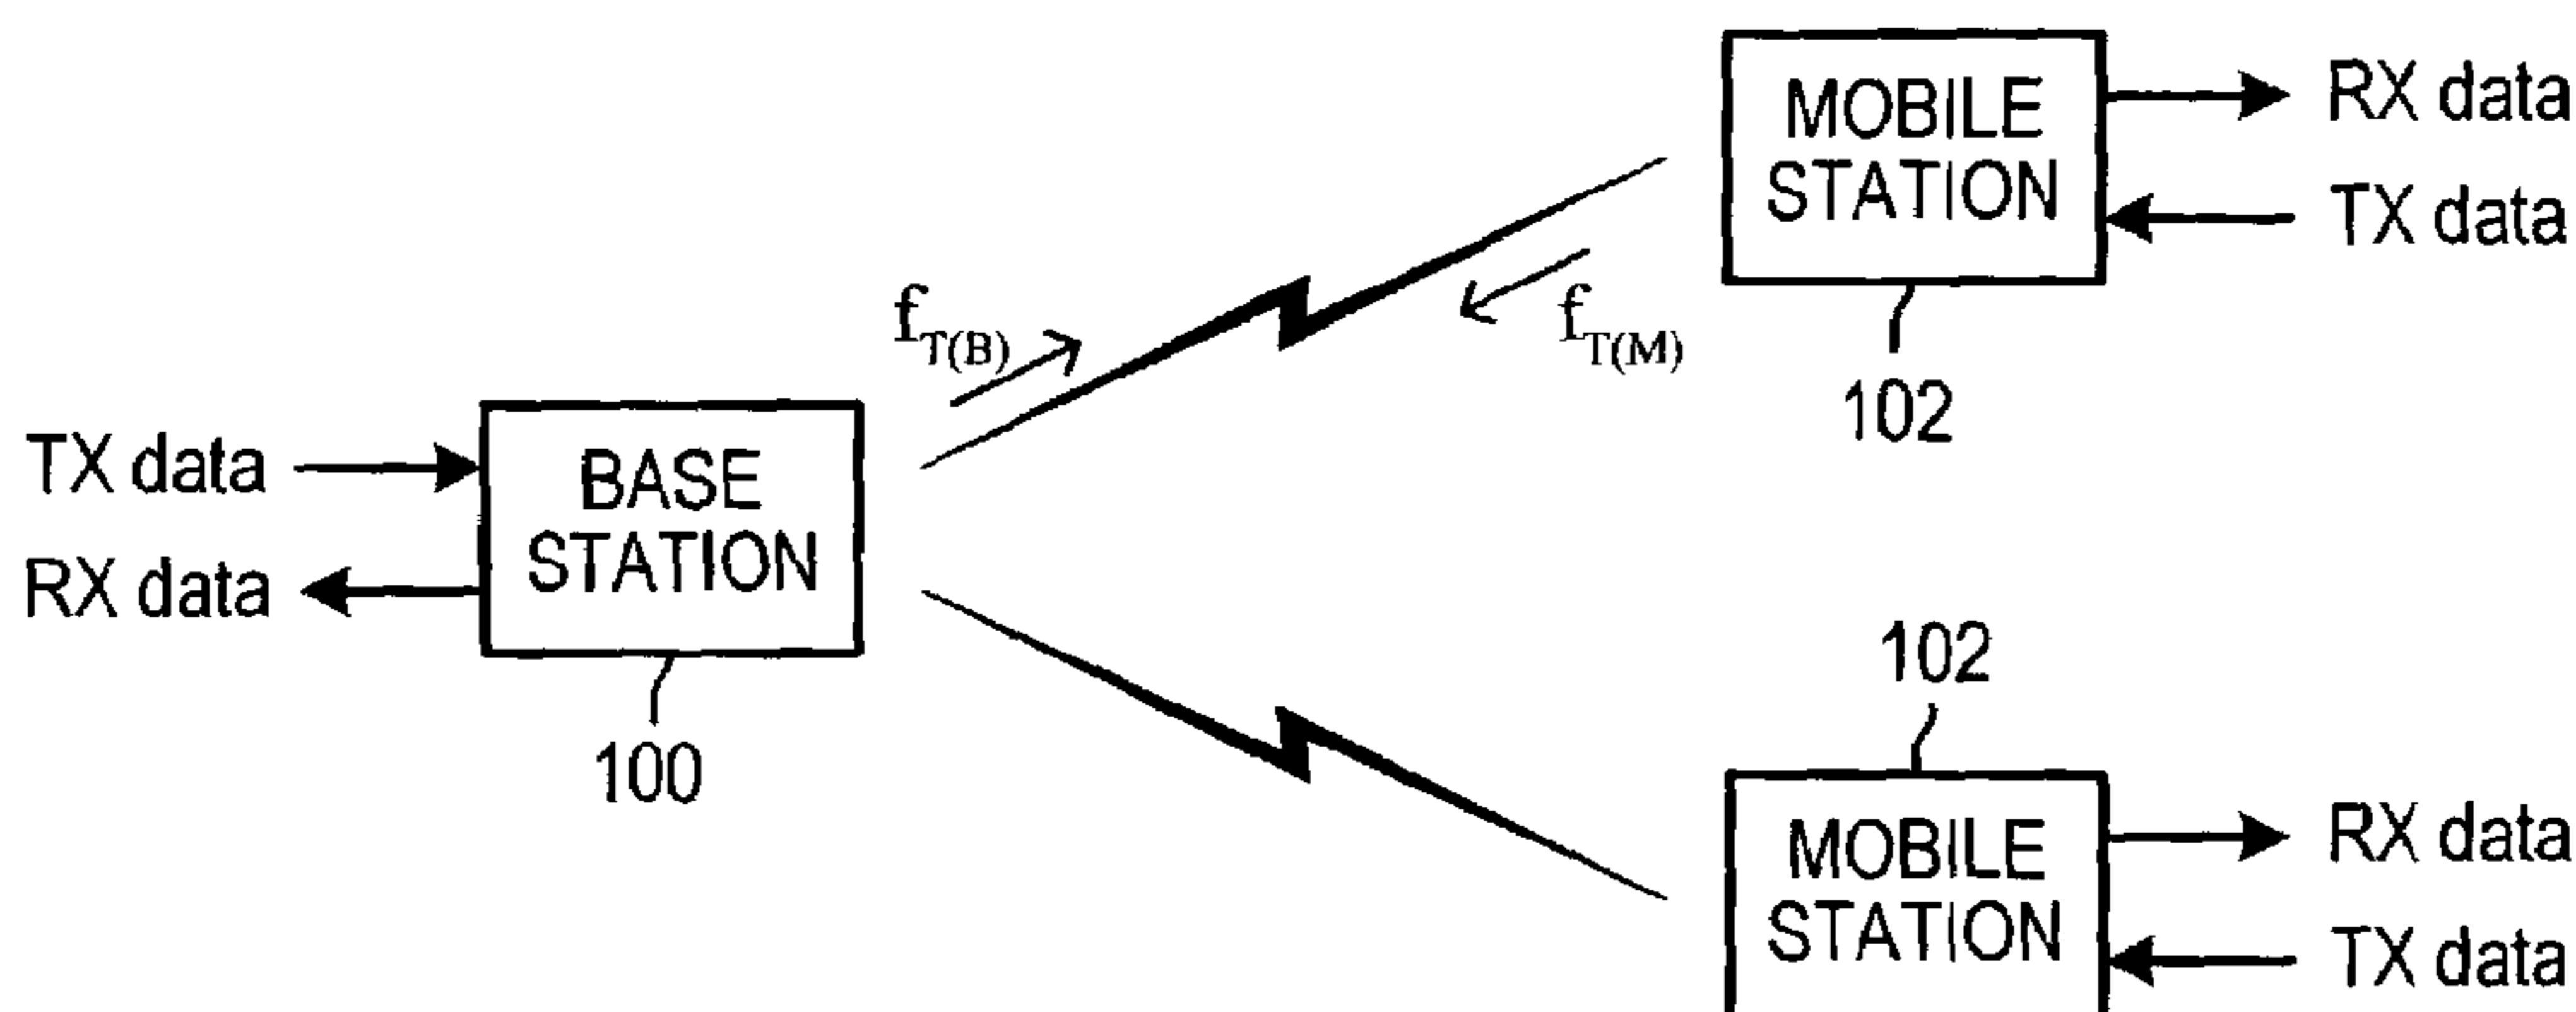 MOBILE
STATION
RX data
TX data
102
f_T(B)
f_T(M)
TX data
RX data
BASE
STATION
100
102
MOBILE
STATION
RX data
TX data